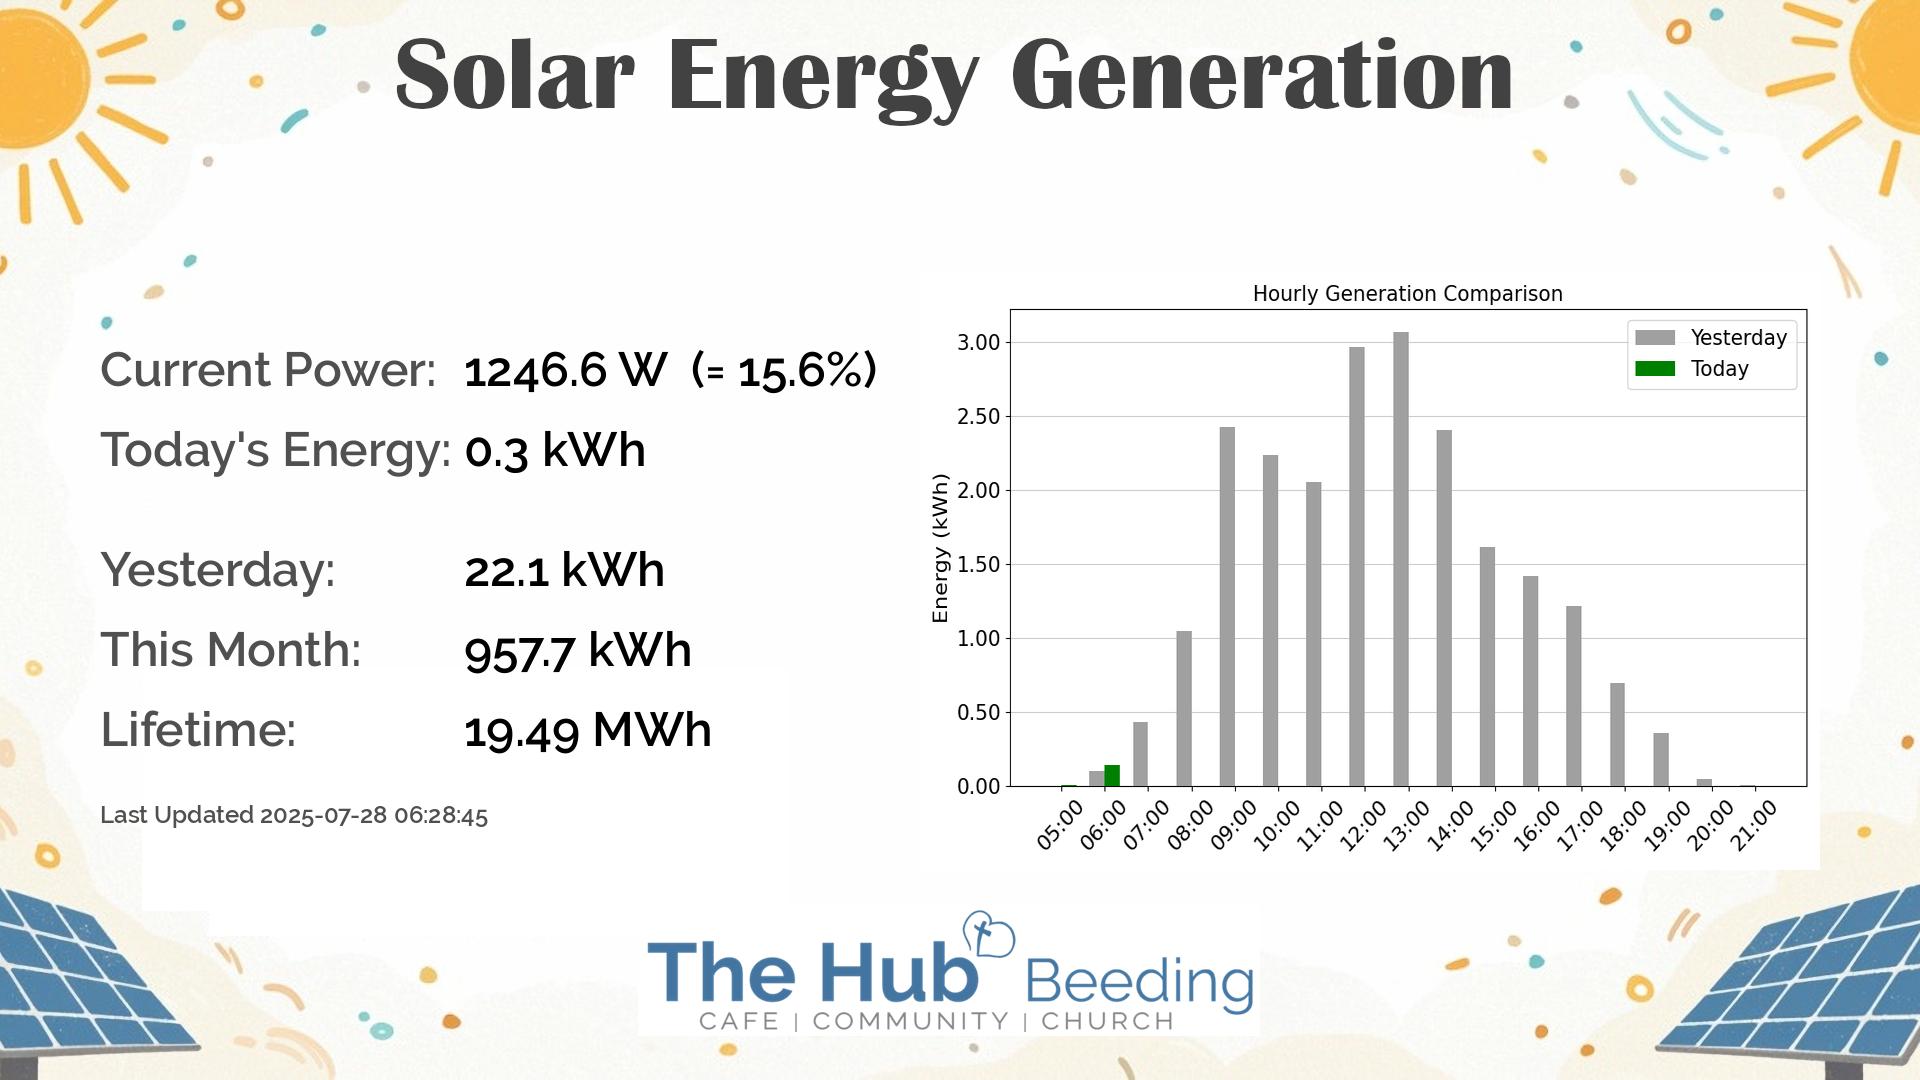 Solar Energy Generation
Current Power: 1246.6 W (= 15.6%)
Today's Energy: 0.3 kWh
Yesterday: 22.1 kWh
This Month: 957.7 kWh
Lifetime: 19.49 MWh
Last Updated 2025-07-28 06:28:45
Hourly Generation Comparison
Yesterday
Today
Energy (kWh)
3.00
2.50
2.00
1.50
1.00
0.50
0.00
05:00 06:00 07:00 08:00 09:00 10:00 11:00 12:00 13:00 14:00 15:00 16:00 17:00 18:00 19:00 20:00 21:00
The Hub Beeding
CAFE | COMMUNITY | CHURCH